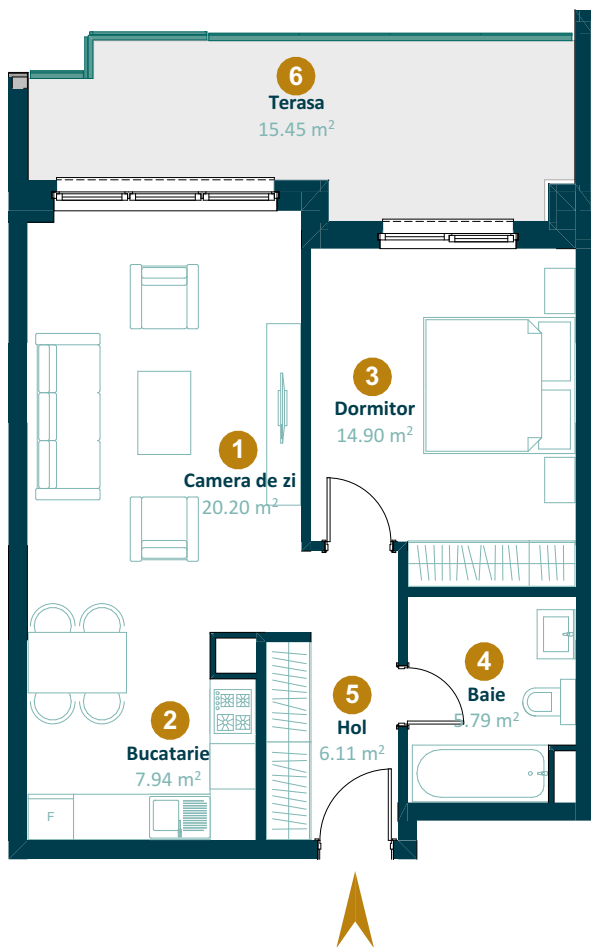 6
Terasa
15.45 m²
3
Dormitor
14.90 m²
1
Camera de zi
20.20 m²
4
Baie
5.79 m²
5
Hol
6.11 m²
2
Bucatarie
7.94 m²
F